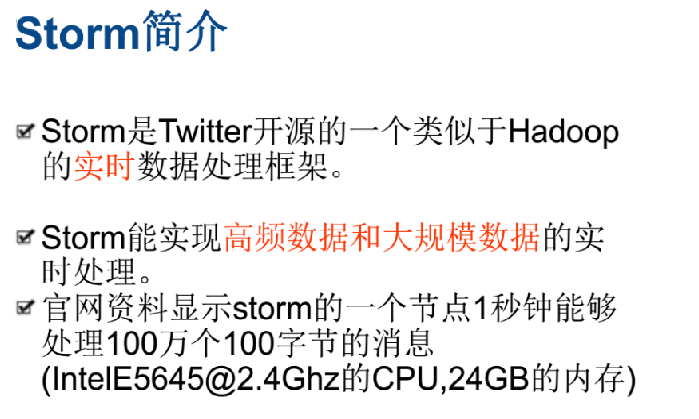 Storm简介
Storm是Twitter开源的一个类似于Hadoop
的实时数据处理框架。
Storm能实现高频数据和大规模数据的实
时处理。
官网资料显示storm的一个节点1秒钟能够
处理100万个100字节的消息
(IntelE5645@2.4Ghz的CPU,24GB的内存)